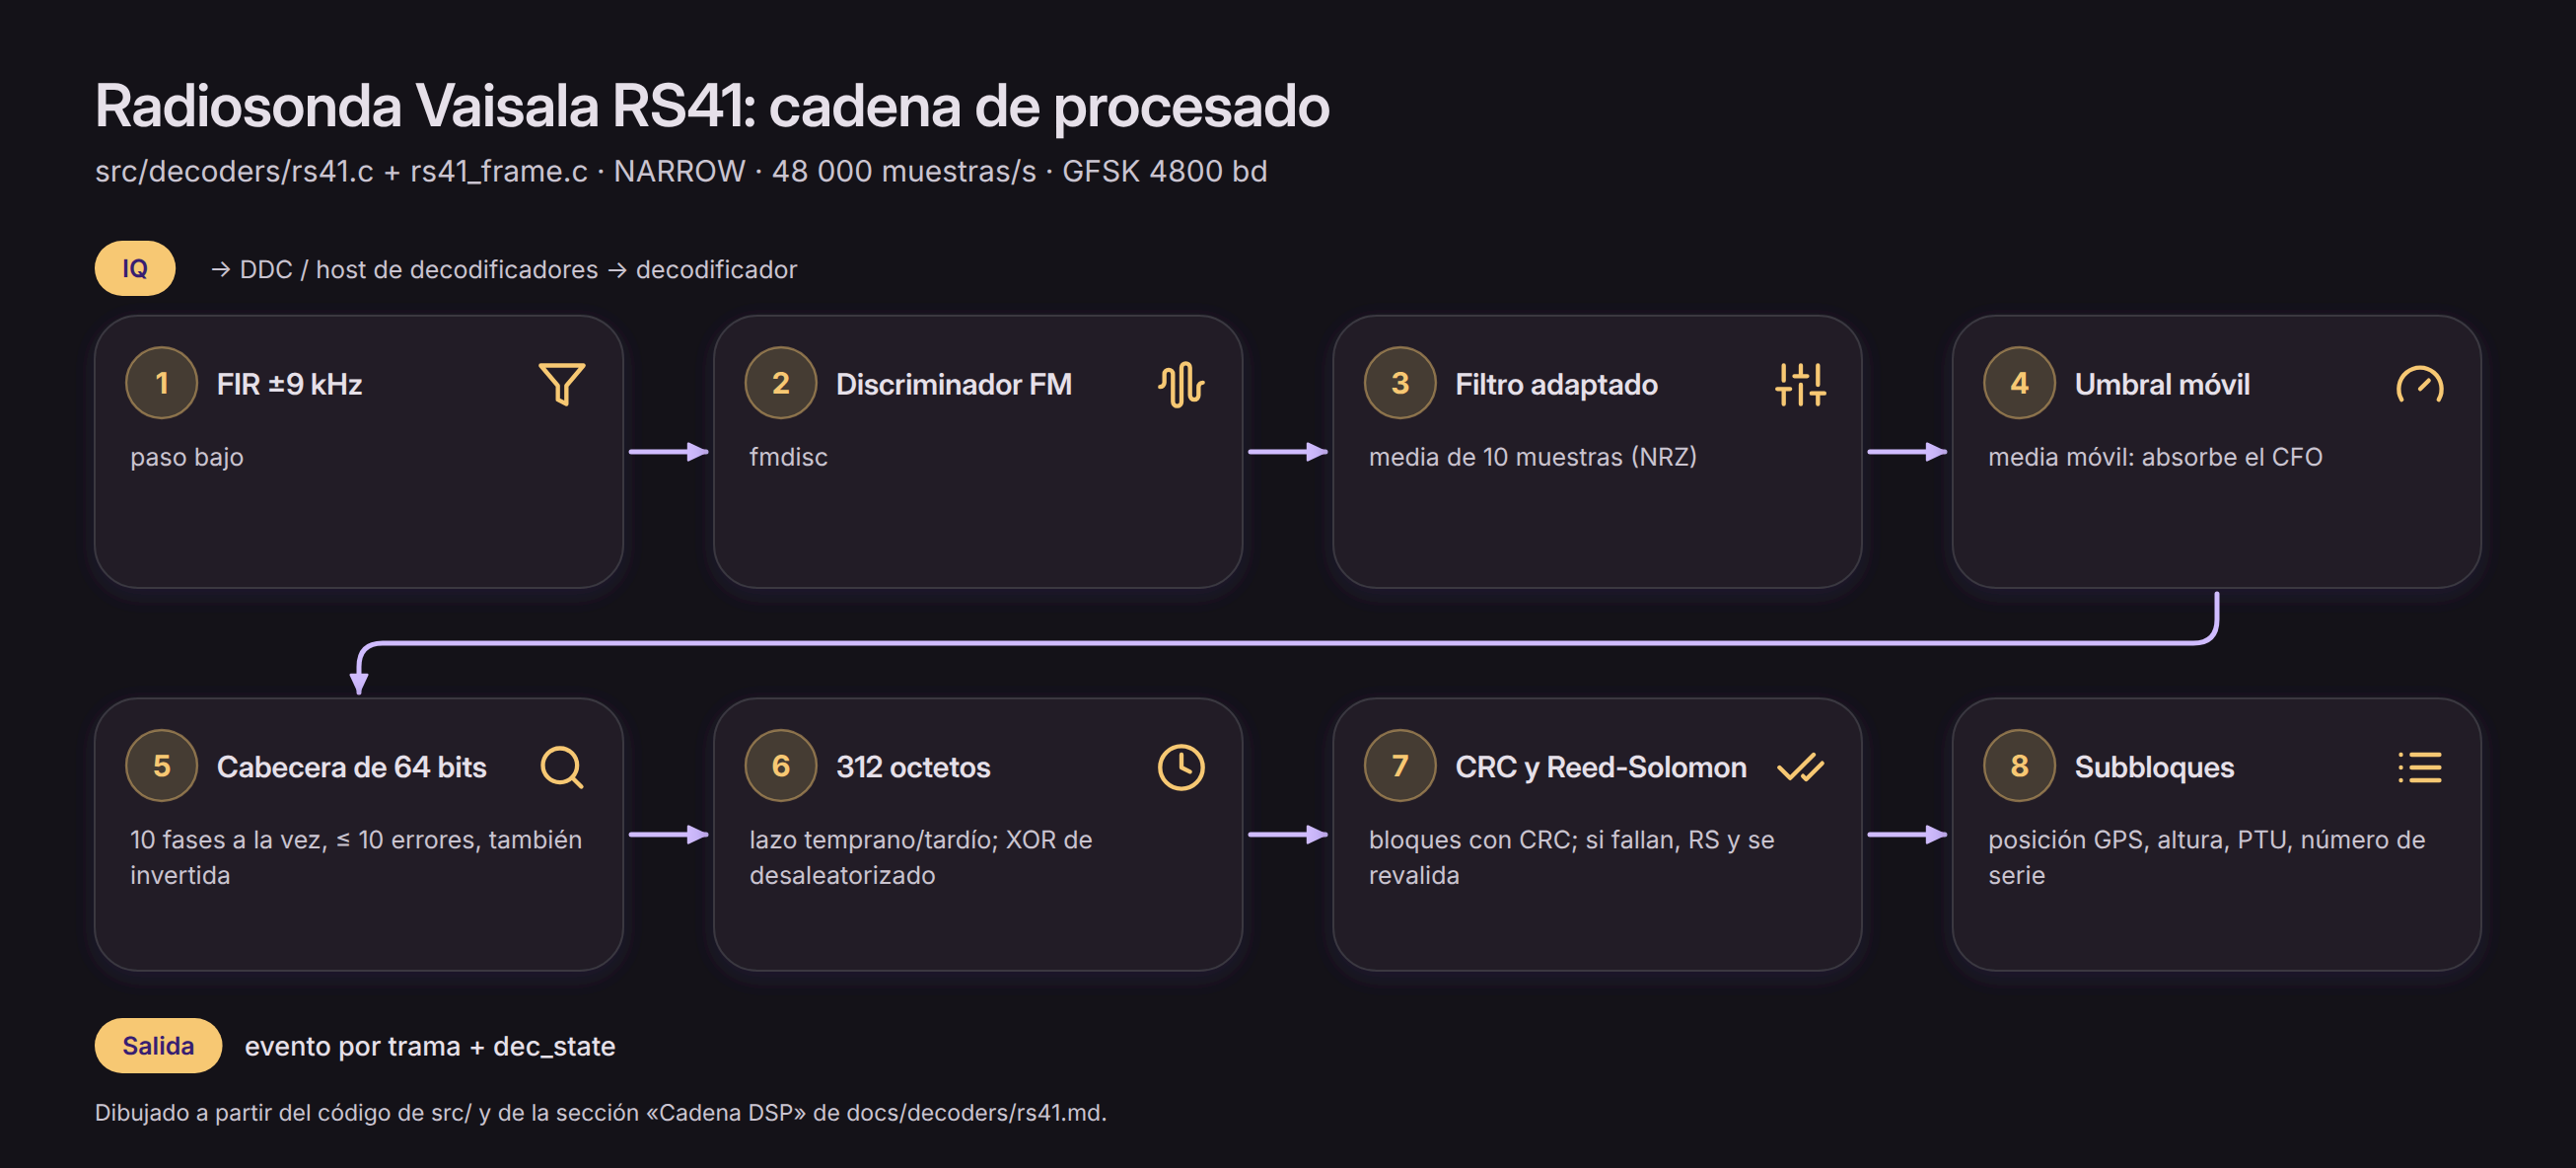 Radiosonda Vaisala RS41: cadena de procesado
src/decoders/rs41.c + rs41_frame.c · NARROW · 48 000 muestras/s · GFSK 4800 bd
IQ → DDC / host de decodificadores → decodificador
1 FIR ±9 kHz
paso bajo
2 Discriminador FM
fmdisc
3 Filtro adaptado
media de 10 muestras (NRZ)
4 Umbral móvil
media móvil: absorbe el CFO
5 Cabecera de 64 bits
10 fases a la vez, ≤ 10 errores, también
invertida
6 312 octetos
lazo temprano/tardío; XOR de
desaleatorizado
7 CRC y Reed-Solomon
bloques con CRC; si fallan, RS y se
revalida
8 Subbloques
posición GPS, altura, PTU, número de
serie
Salida evento por trama + dec_state
Dibujado a partir del código de src/ y de la sección «Cadena DSP» de docs/decoders/rs41.md.